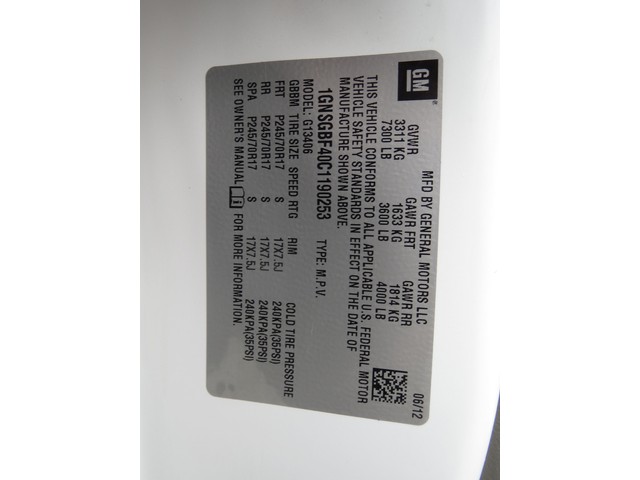 GM ®
MFD BY GENERAL MOTORS LLC 06/12
GVWR GAWR FRT GAWR RR
3311 KG 1633 KG 1814 KG
7300 LB 3600 LB 4000 LB
THIS VEHICLE CONFORMS TO ALL APPLICABLE U.S. FEDERAL MOTOR
VEHICLE SAFETY STANDARDS IN EFFECT ON THE DATE OF
MANUFACTURE SHOWN ABOVE.
1GNSGBF40C1190253 TYPE: M.P.V.
MODEL: G13406
GBBM TIRE SIZE SPEED RTG RIM COLD TIRE PRESSURE
FRT P245/70R17 S 17X7.5J 240KPA(35PSI)
RR P245/70R17 S 17X7.5J 240KPA(35PSI)
SPA P245/70R17 S 17X7.5J 240KPA(35PSI)
SEE OWNER'S MANUAL FOR MORE INFORMATION.